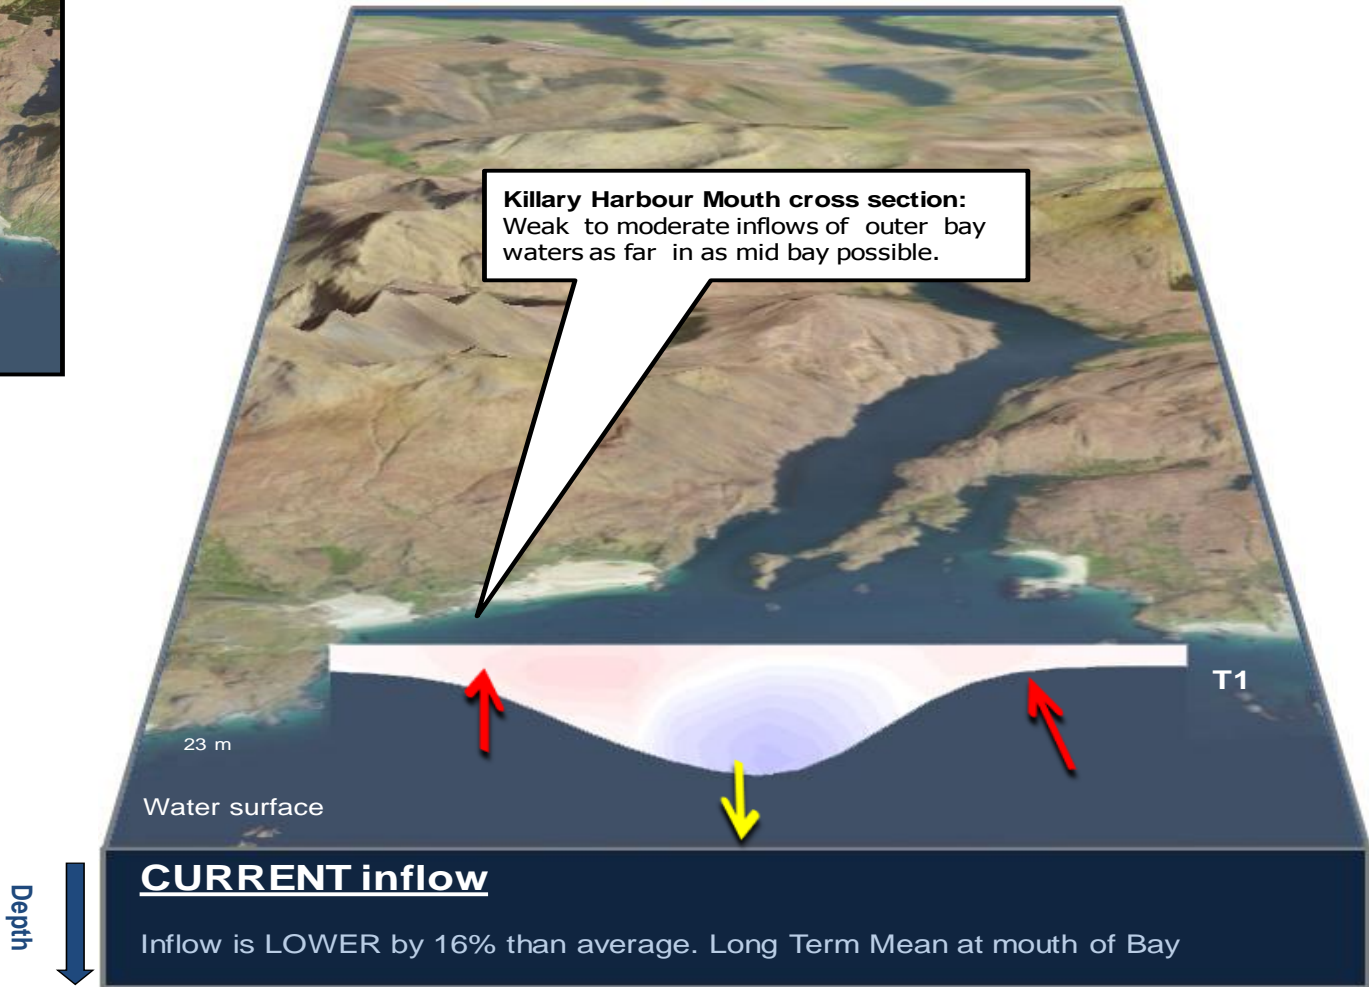 Killary Harbour Mouth cross section:
Weak to moderate inflows of outer bay
waters as far in as mid bay possible.
T1
23 m
Water surface
CURRENT inflow
Inflow is LOWER by 16% than average. Long Term Mean at mouth of Bay
Depth